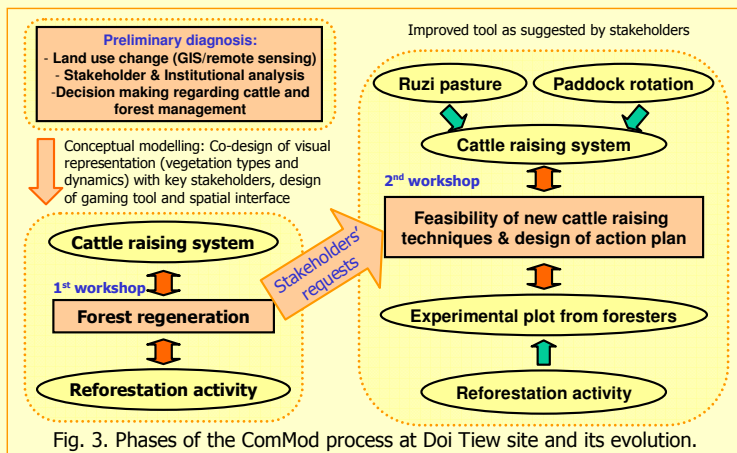 Preliminary diagnosis:
- Land use change (GIS/remote sensing)
- Stakeholder & Institutional analysis
-Decision making regarding cattle and
forest management
Conceptual modelling: Co-design of visual
representation (vegetation types and
dynamics) with key stakeholders, design
of gaming tool and spatial interface
Cattle raising system
1st workshop
Forest regeneration
Reforestation activity
Stakeholders'
requests
Improved tool as suggested by stakeholders
Ruzi pasture
Paddock rotation
Cattle raising system
2nd workshop
Feasibility of new cattle raising
techniques & design of action plan
Experimental plot from foresters
Reforestation activity
Fig. 3. Phases of the ComMod process at Doi Tiew site and its evolution.